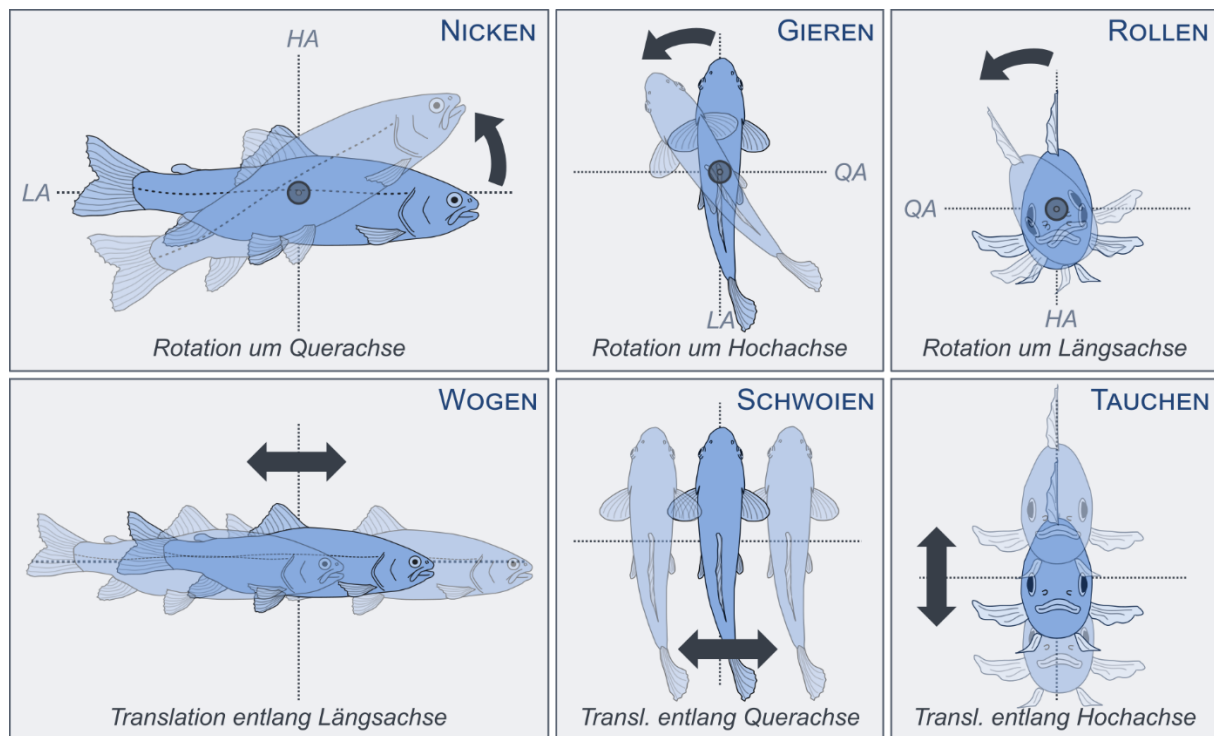 NICKEN
HA
LA
Rotation um Querachse
GIEREN
QA
LA
Rotation um Hochachse
ROLLEN
QA
HA
Rotation um Längsachse
WOGEN
Translation entlang Längsachse
SCHWOIEN
Transl. entlang Querachse
TAUCHEN
Transl. entlang Hochachse